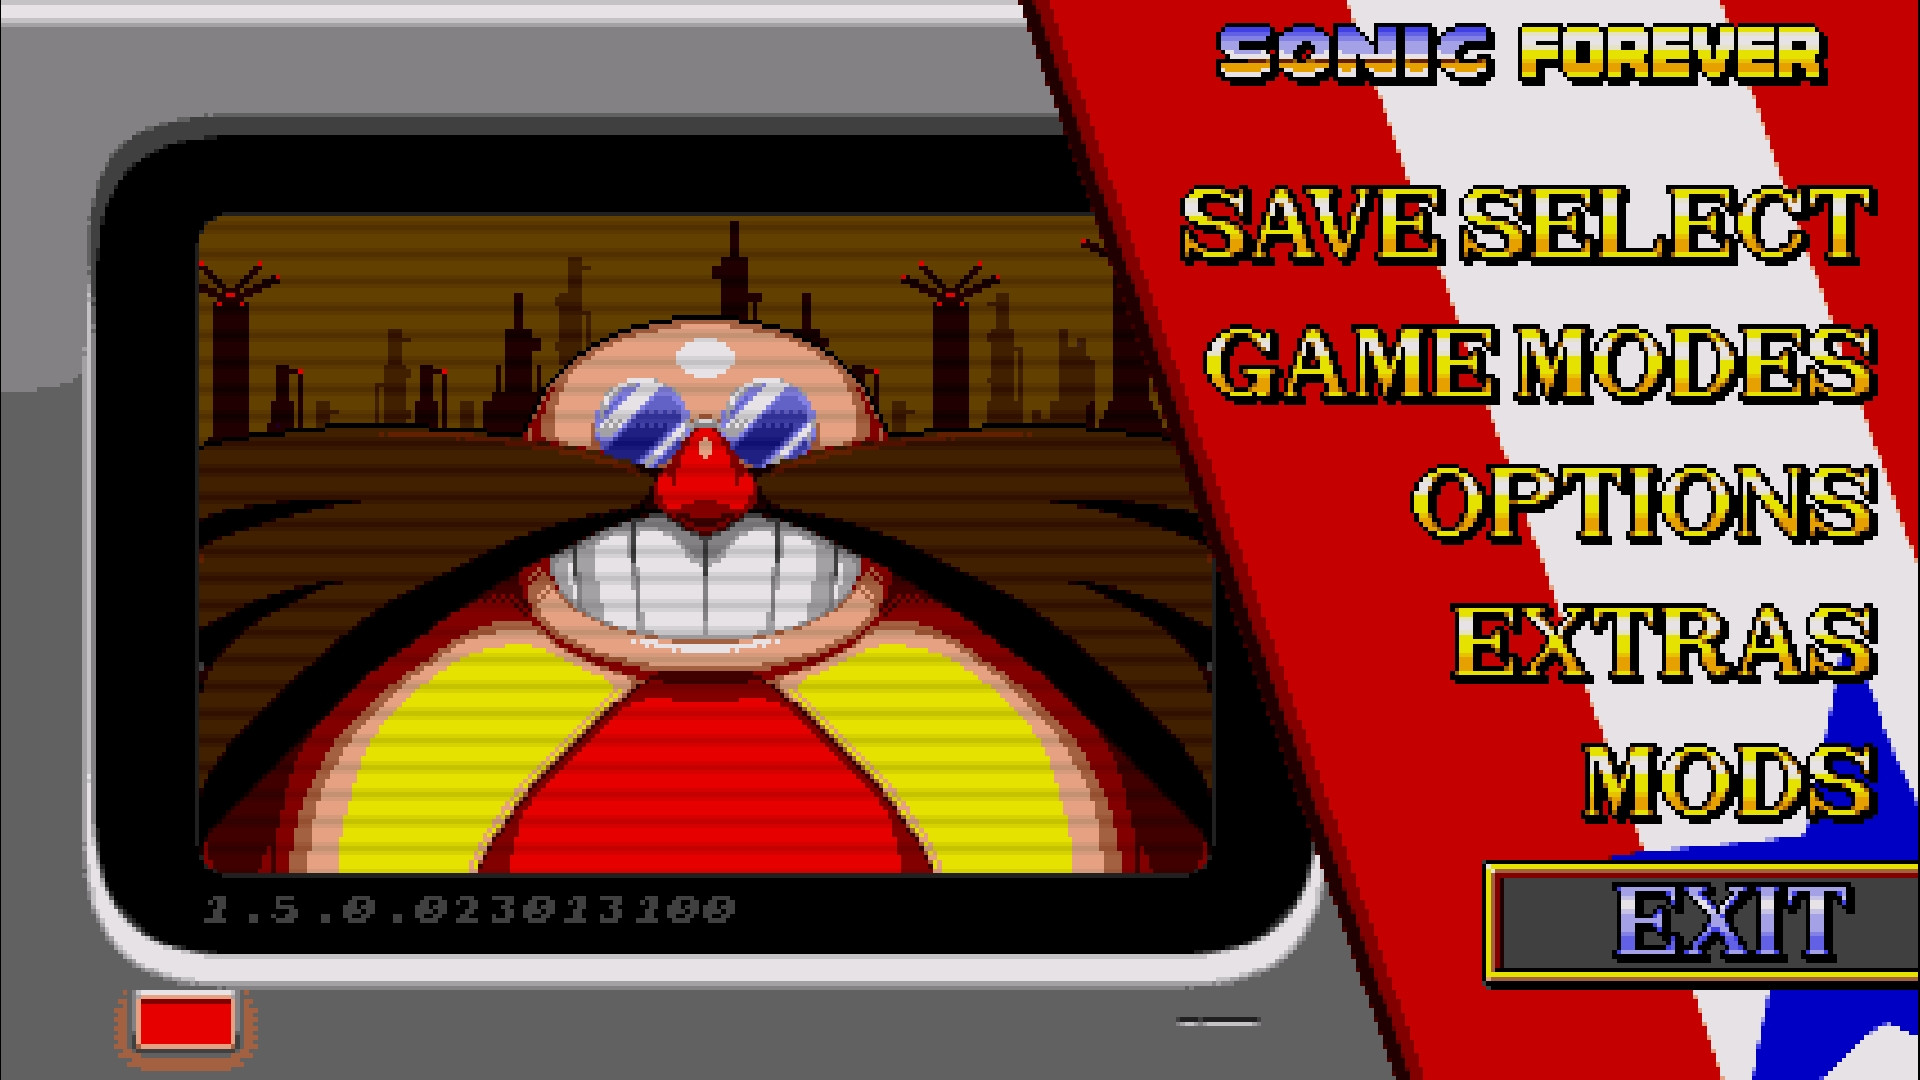 SONIC FOREVER
SAVE SELECT
GAME MODES
OPTIONS
EXTRAS
MODS
EXIT
1.5.0.023013100